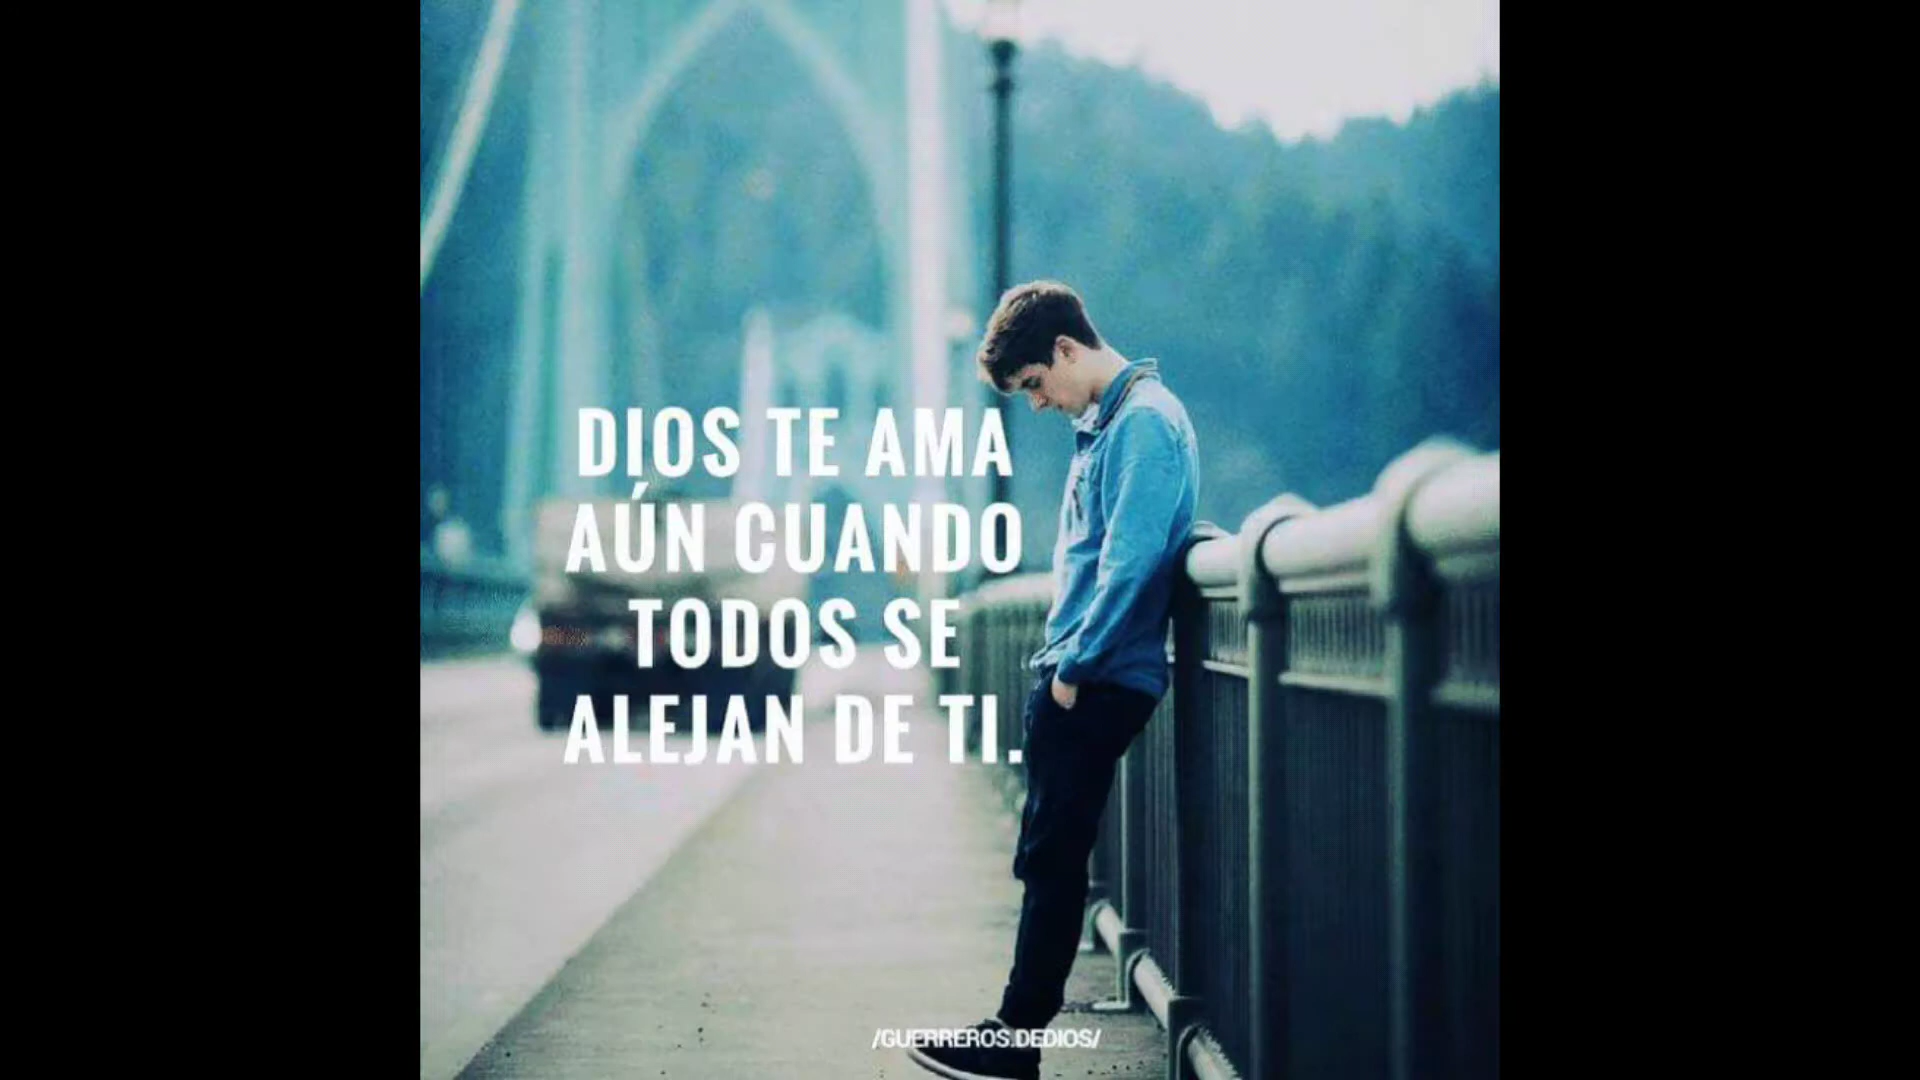 DIOS TE AMA
AÚN CUANDO
TODOS SE
ALEJAN DE TI.
/GUERREROS.DEDIOS/